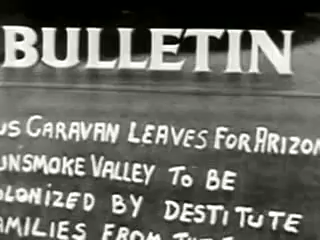 BULLETIN
US CARAVAN LEAVES FOR ARIZON
UNSMOKE VALLEY TO BE
OLONIZED BY DESTITUTE
AMILIES FROM